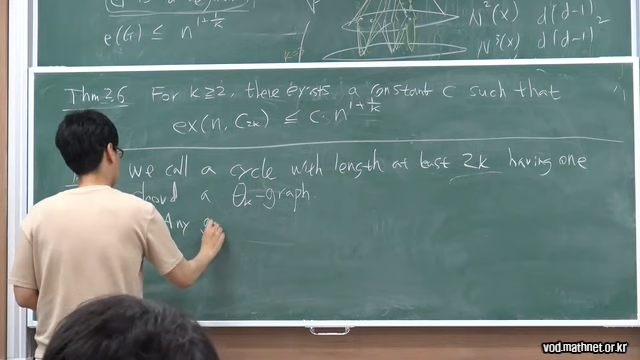 e(G) ≤ n^{1+1/k}
N²(x) d(d-1)
N³(x) d(d-1)²
Thm 2.6 For k≥2, there exists a constant c such that
ex(n, C_{2k}) ≤ c·n^{1+1/k}
we call a cycle with length at least 2k having one
chord a θ_k-graph.
Any
vod.mathnet.or.kr